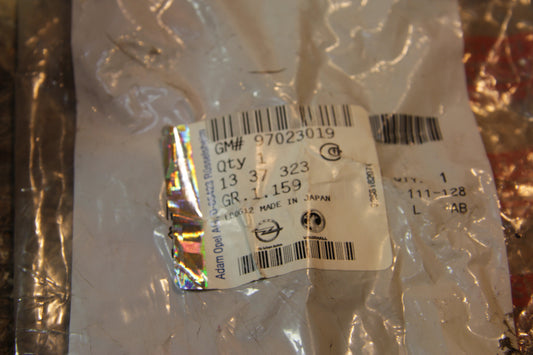 GM# 97023019
Qty 1
13 37 323
GR.1.159
MADE IN JAPAN
Adam Opel
QTY. 1
111-128